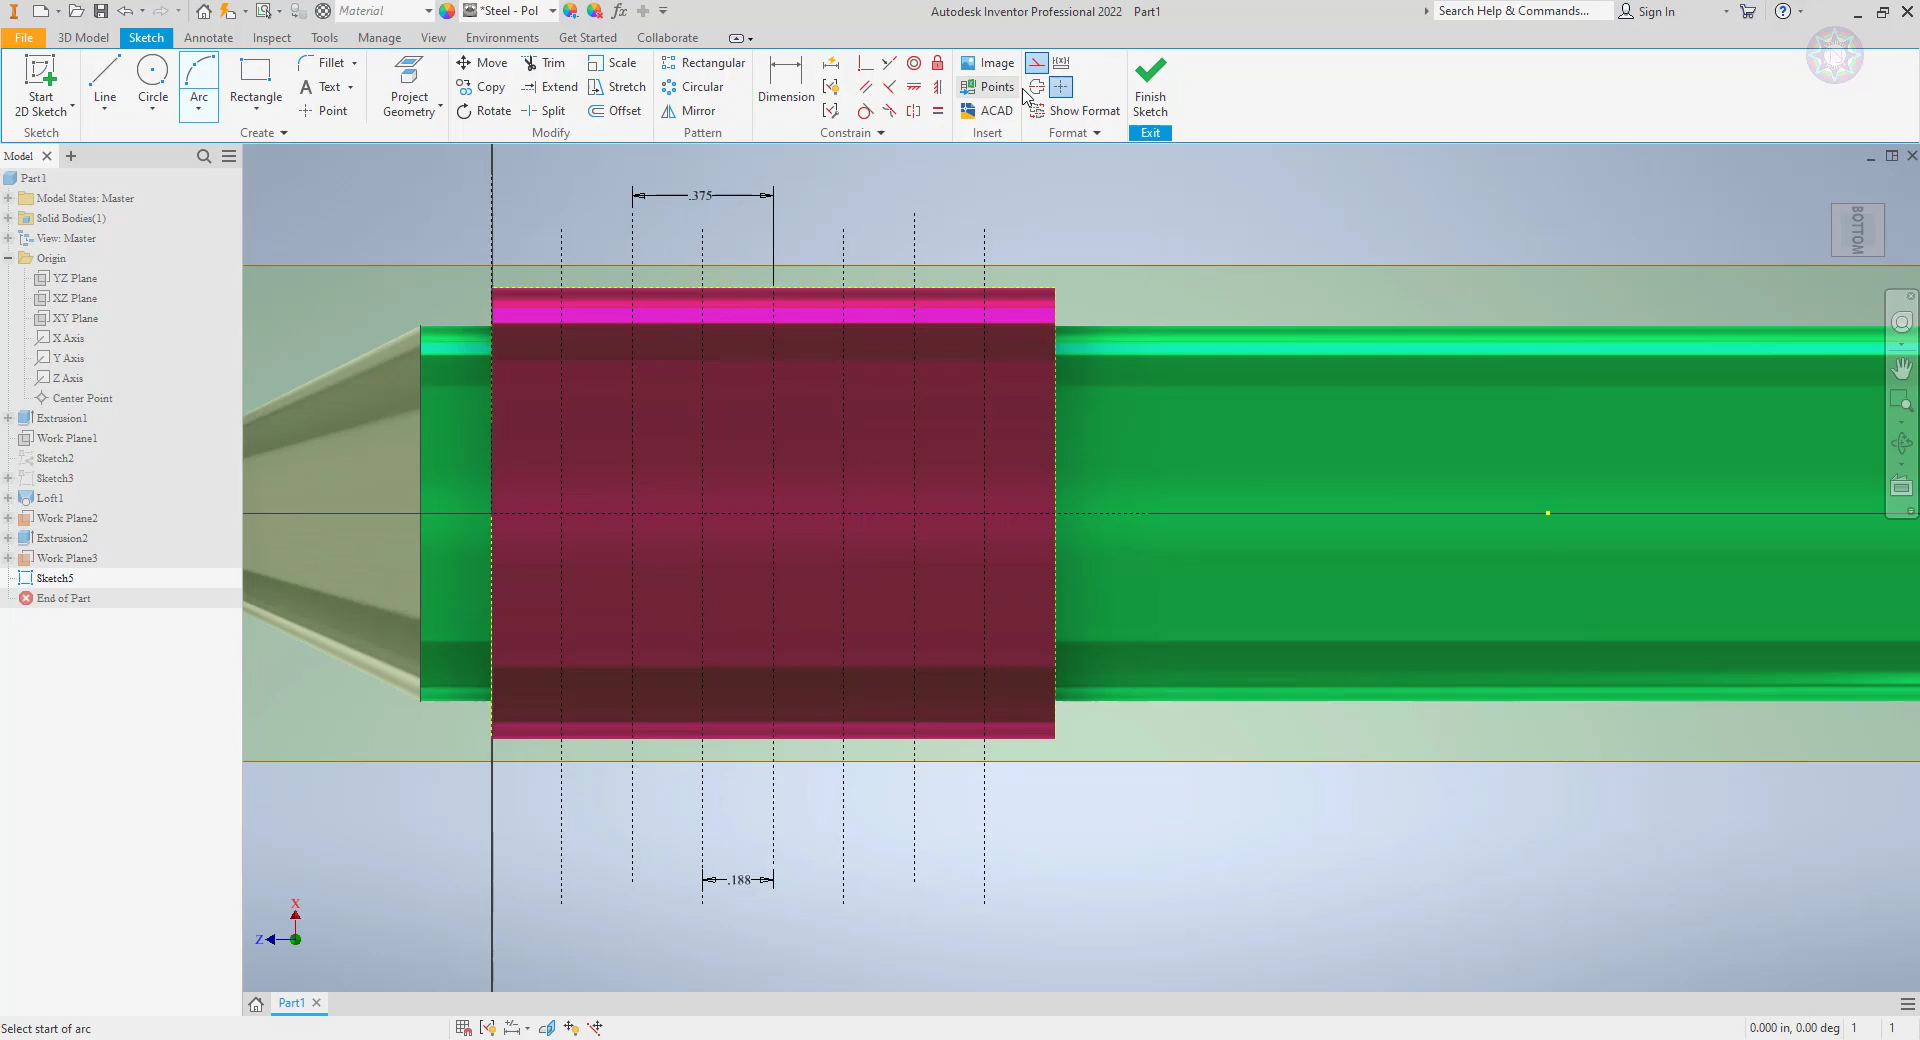 Material
*Steel - Pol
Autodesk Inventor Professional 2022 Part1
Search Help & Commands...
Sign In
File
3D Model
Sketch
Annotate
Inspect
Tools
Manage
View
Environments
Get Started
Collaborate
Start
2D Sketch
Line
Circle
Arc
Rectangle
Fillet
Text
Point
Project
Geometry
Move
Copy
Rotate
Trim
Extend
Split
Scale
Stretch
Offset
Rectangular
Circular
Mirror
Dimension
Image
Points
ACAD
Show Format
Finish
Sketch
Sketch
Create
Modify
Pattern
Constrain
Insert
Format
Exit
Model
Part1
Model States: Master
Solid Bodies(1)
View: Master
Origin
YZ Plane
XZ Plane
XY Plane
X Axis
Y Axis
Z Axis
Center Point
Extrusion1
Work Plane1
Sketch2
Sketch3
Loft1
Work Plane2
Extrusion2
Work Plane3
Sketch5
End of Part
.375
.188
BOTTOM
X
Z
Part1
Select start of arc
0.000 in, 0.00 deg 1 1